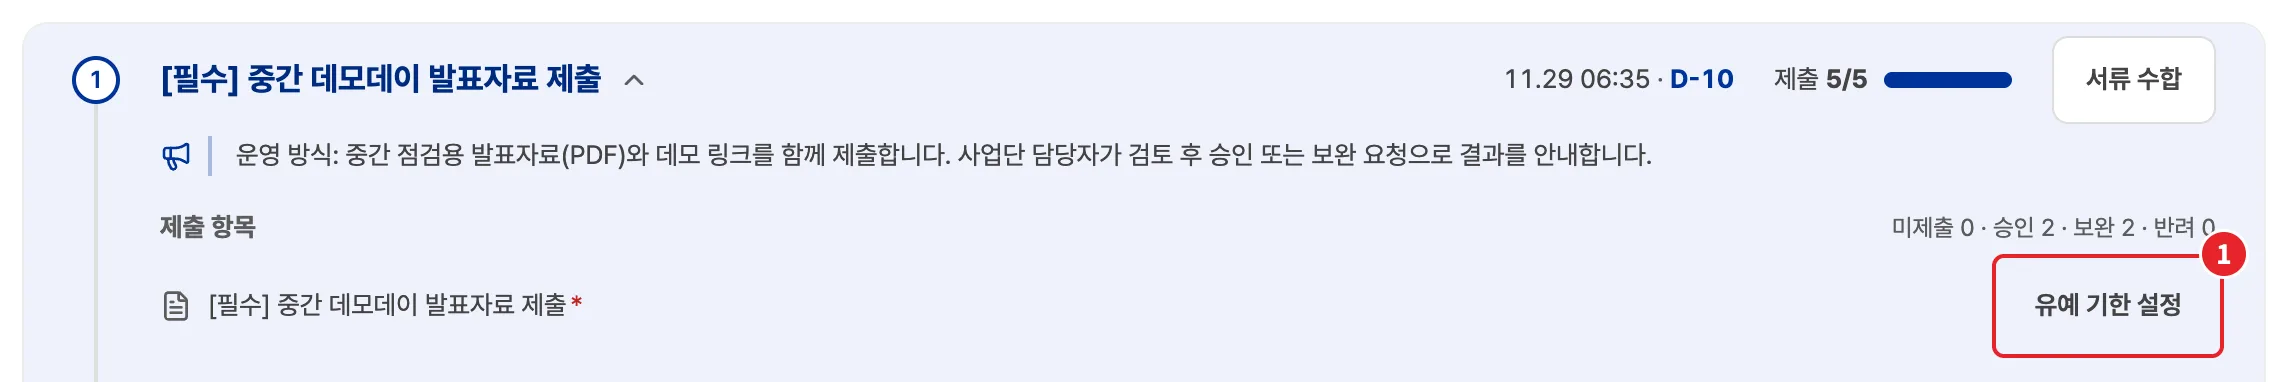 1 [필수] 중간 데모데이 발표자료 제출 11.29 06:35 · D-10 제출 5/5 서류 수합
운영 방식: 중간 점검용 발표자료(PDF)와 데모 링크를 함께 제출합니다. 사업단 담당자가 검토 후 승인 또는 보완 요청으로 결과를 안내합니다.
제출 항목 미제출 0 · 승인 2 · 보완 2 · 반려 0
1
[필수] 중간 데모데이 발표자료 제출* 유예 기한 설정